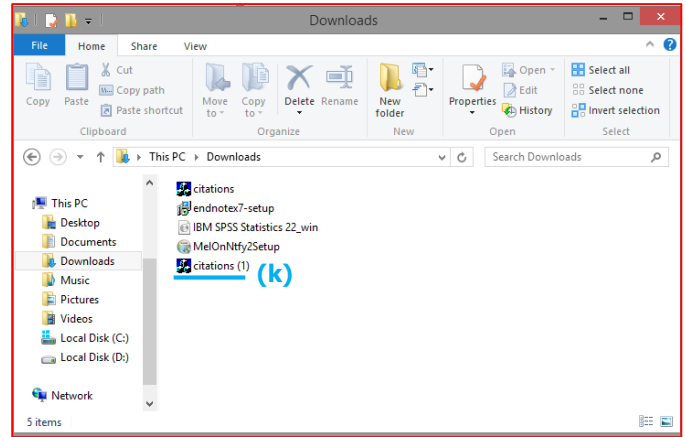 Downloads
File Home Share View
Copy
Paste
Cut
Copy path
Paste shortcut
Clipboard
Move to
Copy to
Delete
Rename
Organize
New folder
New
Properties
Open
Edit
History
Open
Select all
Select none
Invert selection
Select
This PC Downloads
Search Downloads
This PC
Desktop
Documents
Downloads
Music
Pictures
Videos
Local Disk (C:)
Local Disk (D:)
Network
citations
endnotex7-setup
IBM SPSS Statistics 22_win
MelOnNtfy2Setup
citations (1)
(k)
5 items